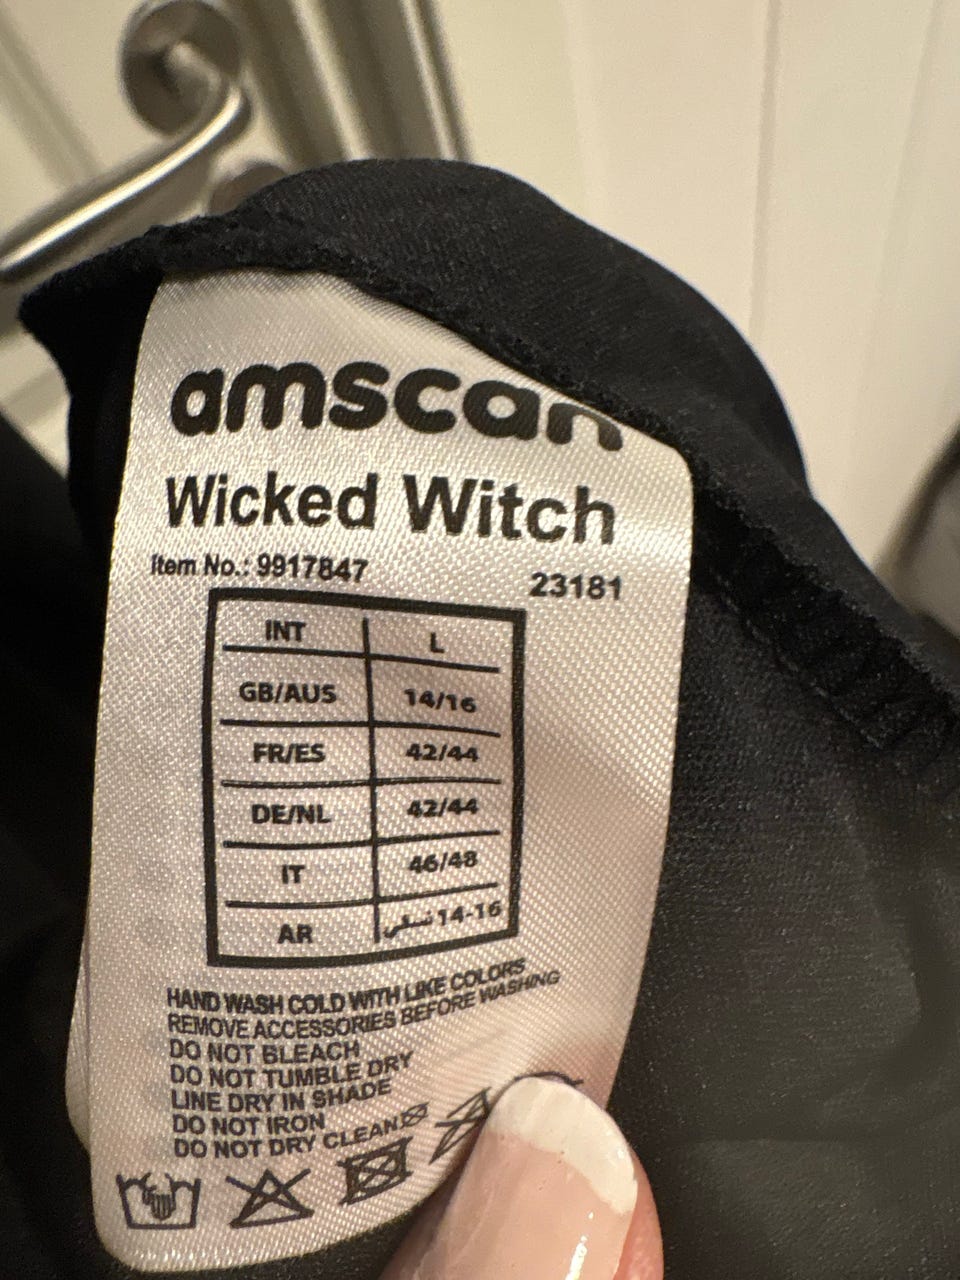 amscan
Wicked Witch
Item No.: 9917847
23181
INT L
GB/AUS 14/16
FR/ES 42/44
DE/NL 42/44
IT 46/48
AR 14-16 نسائي
HAND WASH COLD WITH LIKE COLORS
REMOVE ACCESSORIES BEFORE WASHING
DO NOT BLEACH
DO NOT TUMBLE DRY
LINE DRY IN SHADE
DO NOT IRON
DO NOT DRY CLEAN